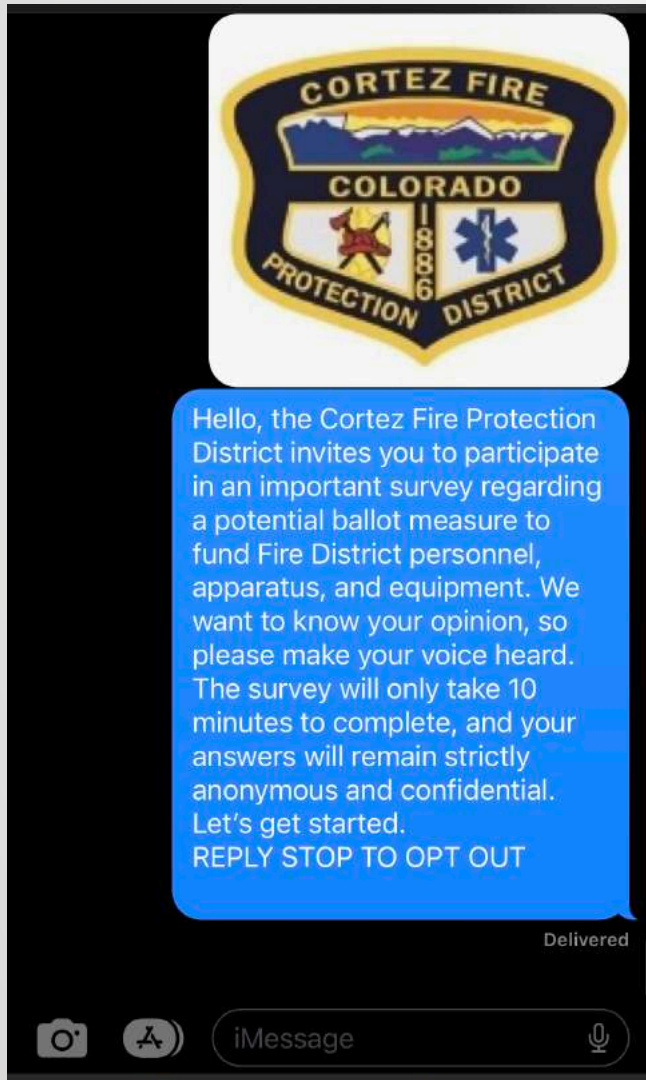 CORTEZ FIRE
COLORADO
1886
PROTECTION DISTRICT
Hello, the Cortez Fire Protection
District invites you to participate
in an important survey regarding
a potential ballot measure to
fund Fire District personnel,
apparatus, and equipment. We
want to know your opinion, so
please make your voice heard.
The survey will only take 10
minutes to complete, and your
answers will remain strictly
anonymous and confidential.
Let's get started.
REPLY STOP TO OPT OUT
Delivered
iMessage